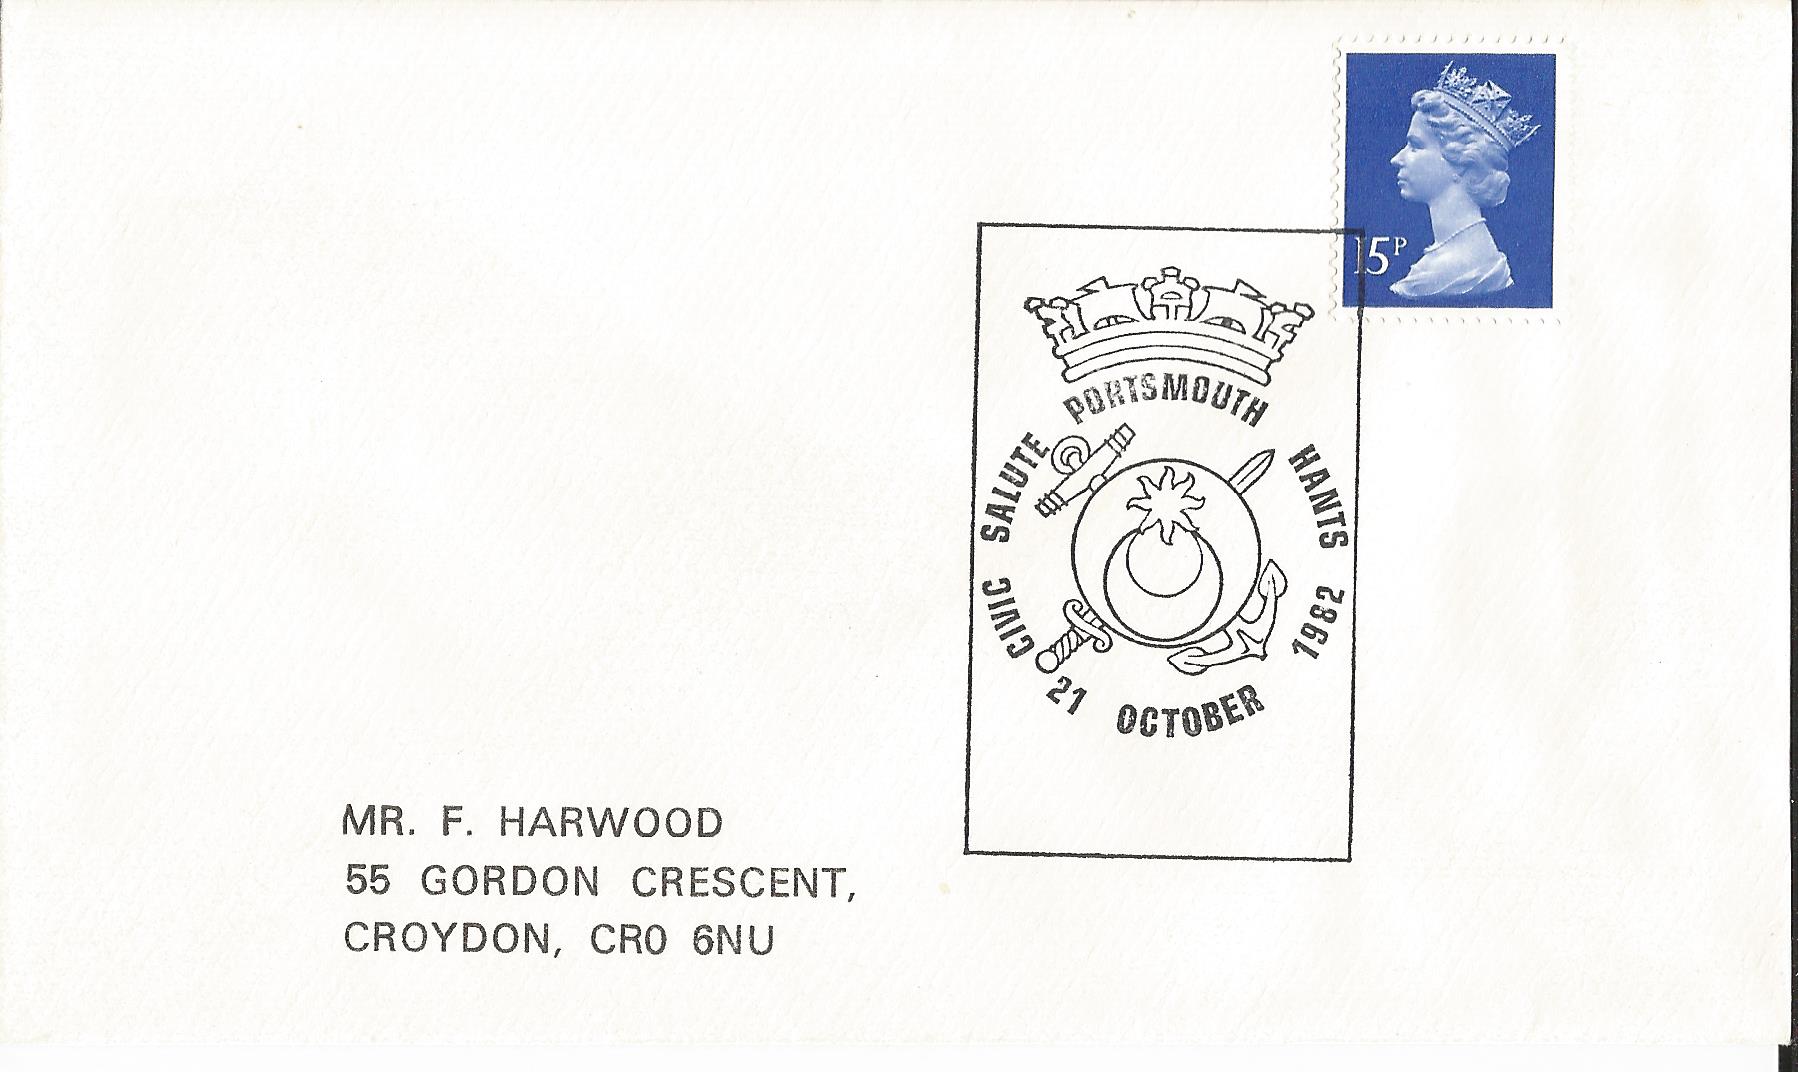 15P
PORTSMOUTH HANTS
CIVIC SALUTE
21 OCTOBER 1982
MR. F. HARWOOD
55 GORDON CRESCENT,
CROYDON, CR0 6NU